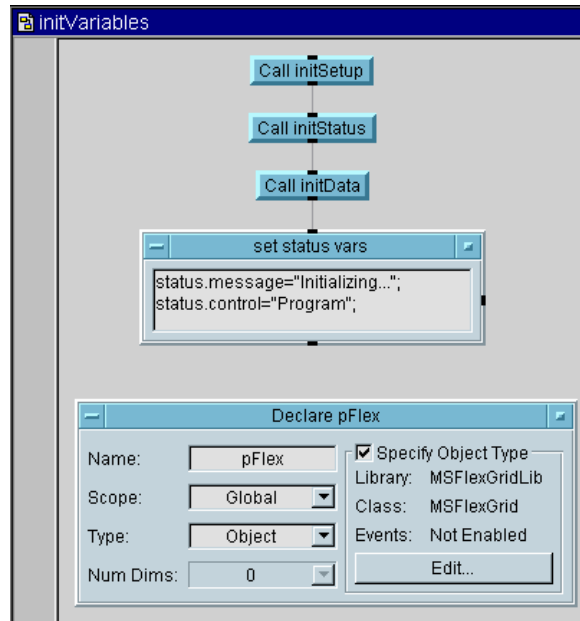 initVariables
Call initSetup
Call initStatus
Call initData
set status vars
status.message="Initializing...";
status.control="Program";
Declare pFlex
Name: pFlex
Scope: Global
Type: Object
Num Dims: 0
Specify Object Type
Library: MSFlexGridLib
Class: MSFlexGrid
Events: Not Enabled
Edit...